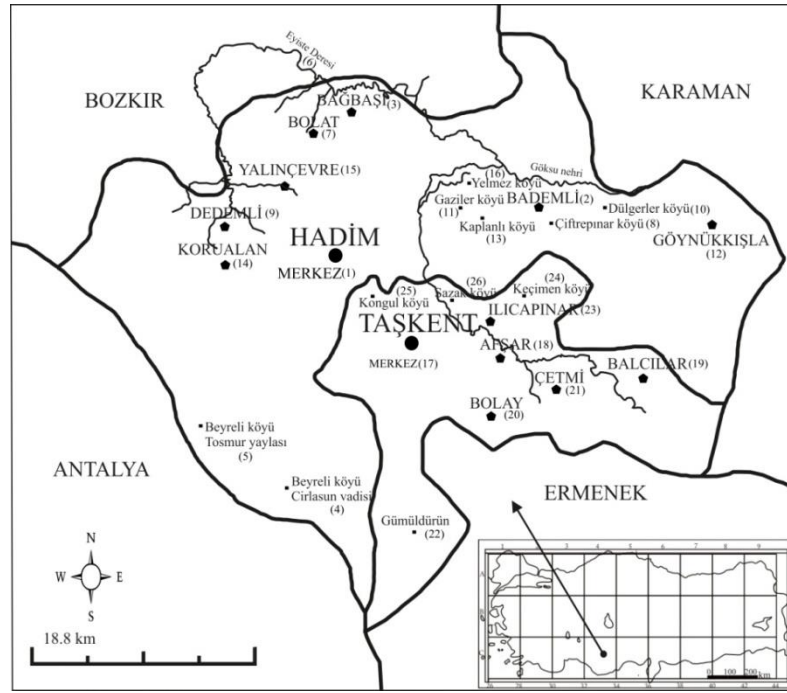 Eyiste Deresi
(6)
BOZKIR
KARAMAN
BAĞBAŞI (3)
BOLAT
(7)
YALINÇEVRE (15)
(16)
Yelmez köyü
Göksu nehri
Gaziler köyü
(11)
BADEMLİ (2)
Dülgerler köyü (10)
Kaplanlı köyü
(13)
Çiftrepınar köyü (8)
GÖYNÜKKIŞLA
(12)
DEDEMLİ (9)
KORUALAN
(14)
HADİM
MERKEZ (1)
(25)
Kongul köyü
(26)
Sazak köyü
(24)
Keçimen köyü
ILICAPINAR (23)
TAŞKENT
MERKEZ (17)
AFŞAR (18)
BALCILAR (19)
ÇETMİ
(21)
BOLAY
(20)
Beyreli köyü
Tosmur yaylası
(5)
ANTALYA
Beyreli köyü
Cirlasun vadisi
(4)
ERMENEK
Gümüldürün
(22)
N
W E
S
18.8 km
0 100 200
km